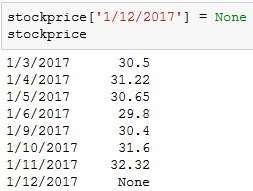 stockprice['1/12/2017'] = None
stockprice
1/3/2017 30.5
1/4/2017 31.22
1/5/2017 30.65
1/6/2017 29.8
1/9/2017 30.4
1/10/2017 31.6
1/11/2017 32.32
1/12/2017 None